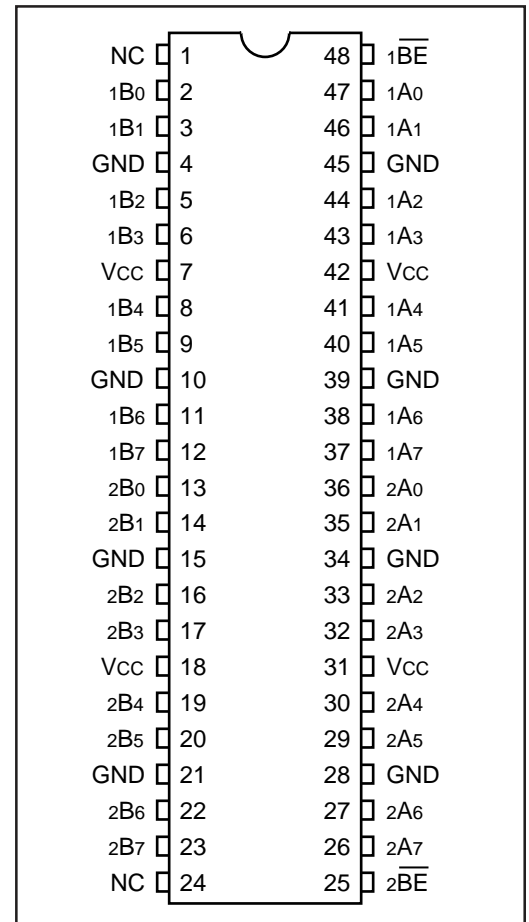 NC 1 48 1B̅E̅
1B0 2 47 1A0
1B1 3 46 1A1
GND 4 45 GND
1B2 5 44 1A2
1B3 6 43 1A3
VCC 7 42 VCC
1B4 8 41 1A4
1B5 9 40 1A5
GND 10 39 GND
1B6 11 38 1A6
1B7 12 37 1A7
2B0 13 36 2A0
2B1 14 35 2A1
GND 15 34 GND
2B2 16 33 2A2
2B3 17 32 2A3
VCC 18 31 VCC
2B4 19 30 2A4
2B5 20 29 2A5
GND 21 28 GND
2B6 22 27 2A6
2B7 23 26 2A7
NC 24 25 2B̅E̅